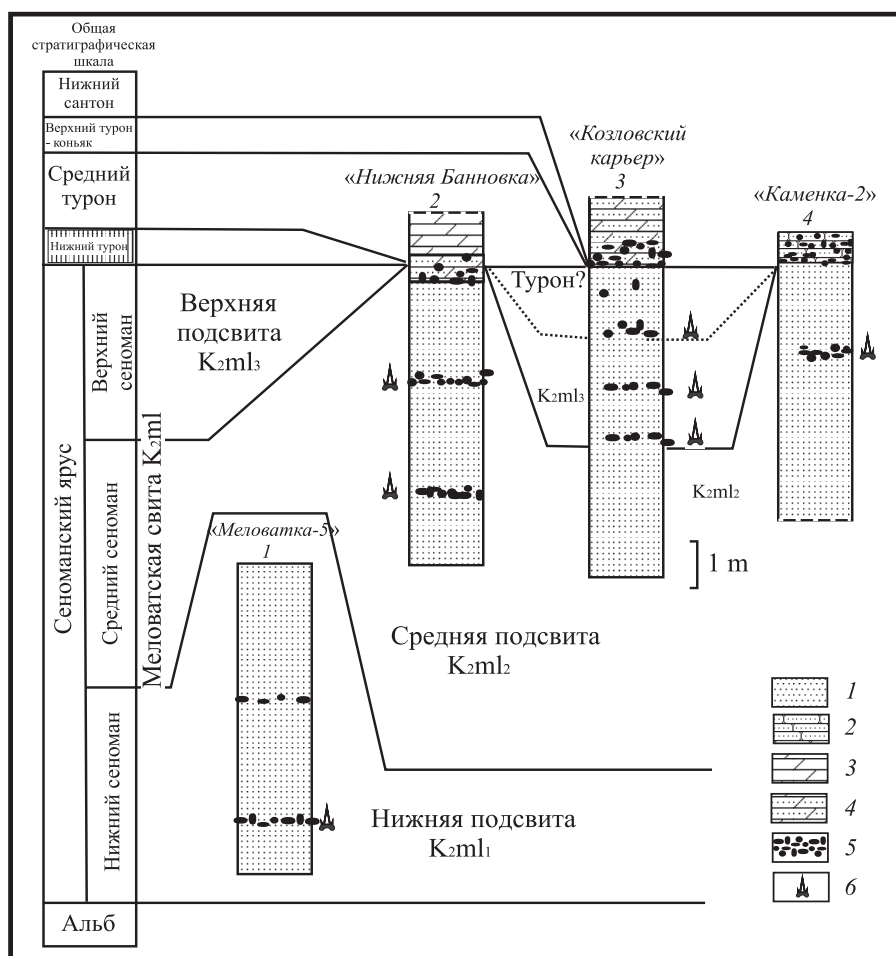 Общая
стратиграфическая
шкала
Нижний
сантон
Верхний турон
- коньяк
Средний
турон
Нижний турон
Верхний
сеноман
Средний сеноман
Нижний сеноман
Сеноманский ярус
Альб
Меловатская свита K2ml
Верхняя
подсвита
K2ml3
«Меловатка-5»
1
«Нижняя Банновка»
2
«Козловский
карьер»
3
«Каменка-2»
4
Турон?
K2ml3
K2ml2
1 m
Средняя подсвита
K2ml2
Нижняя подсвита
K2ml1
1
2
3
4
5
6